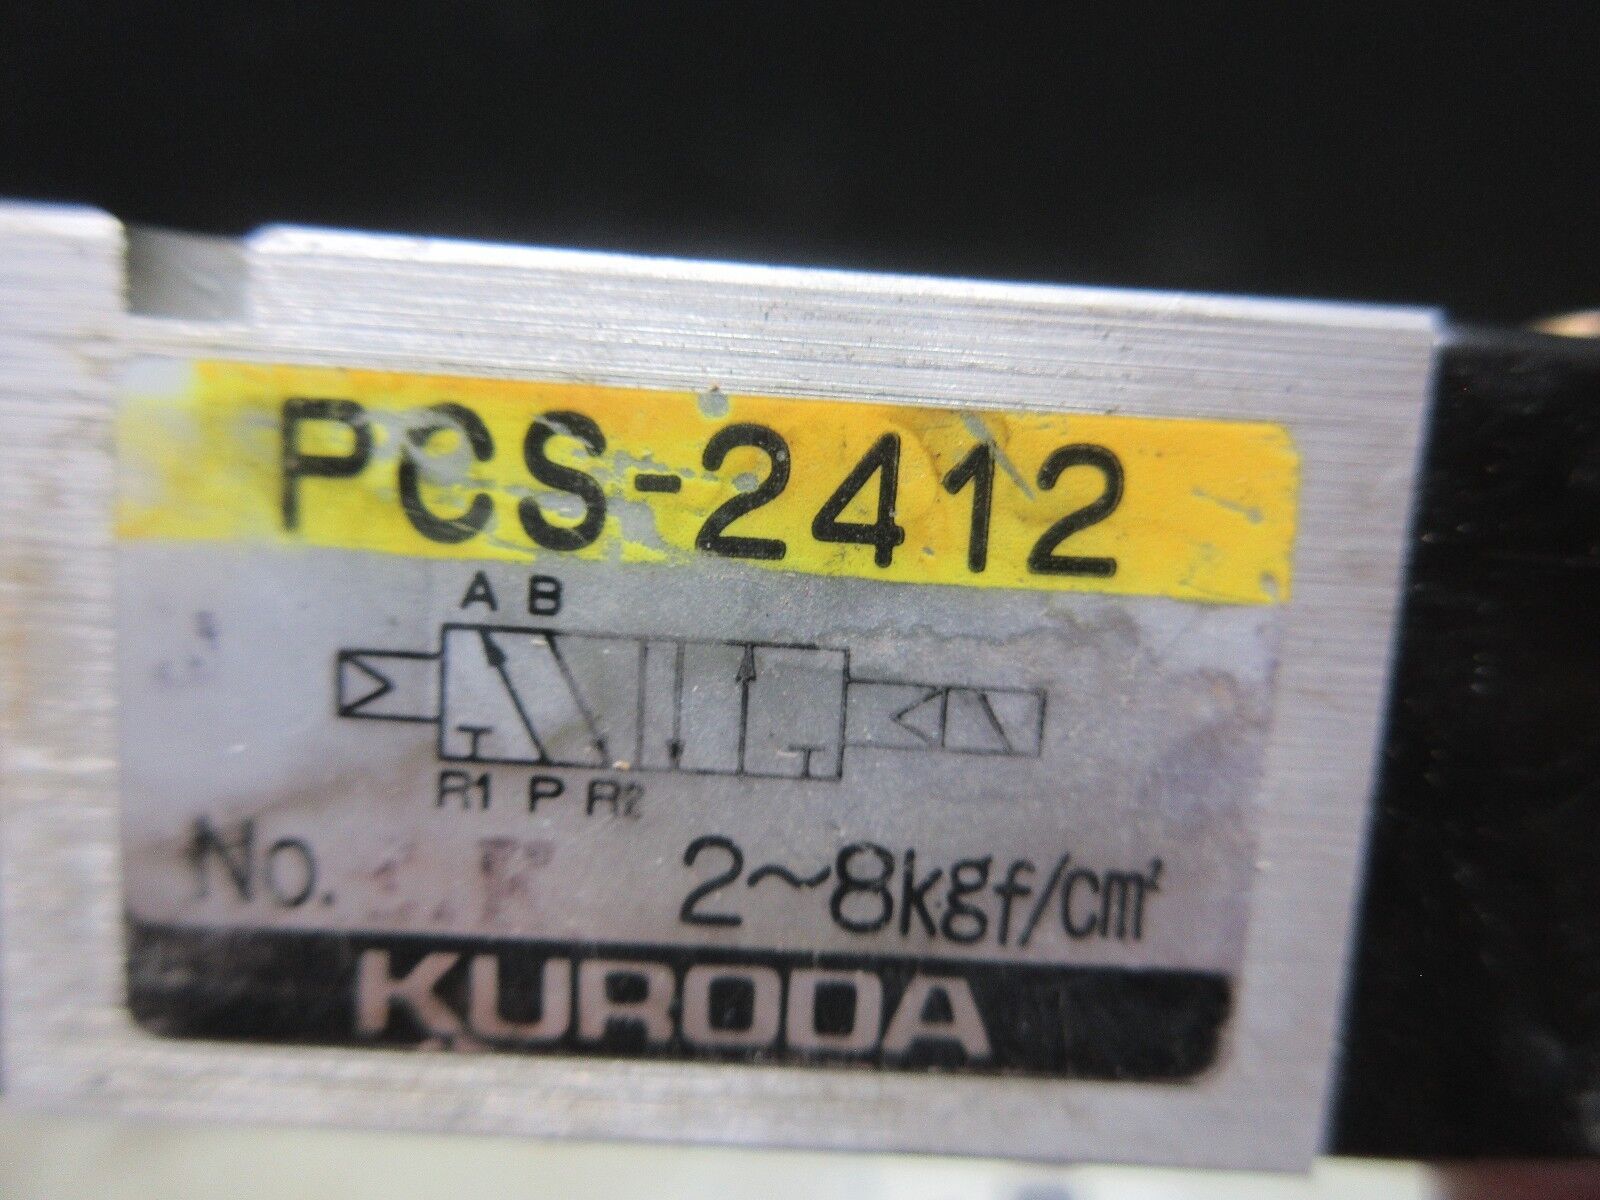 PCS-2412
A B
R1 P R2
No. 2~8kgf/cm²
KURODA